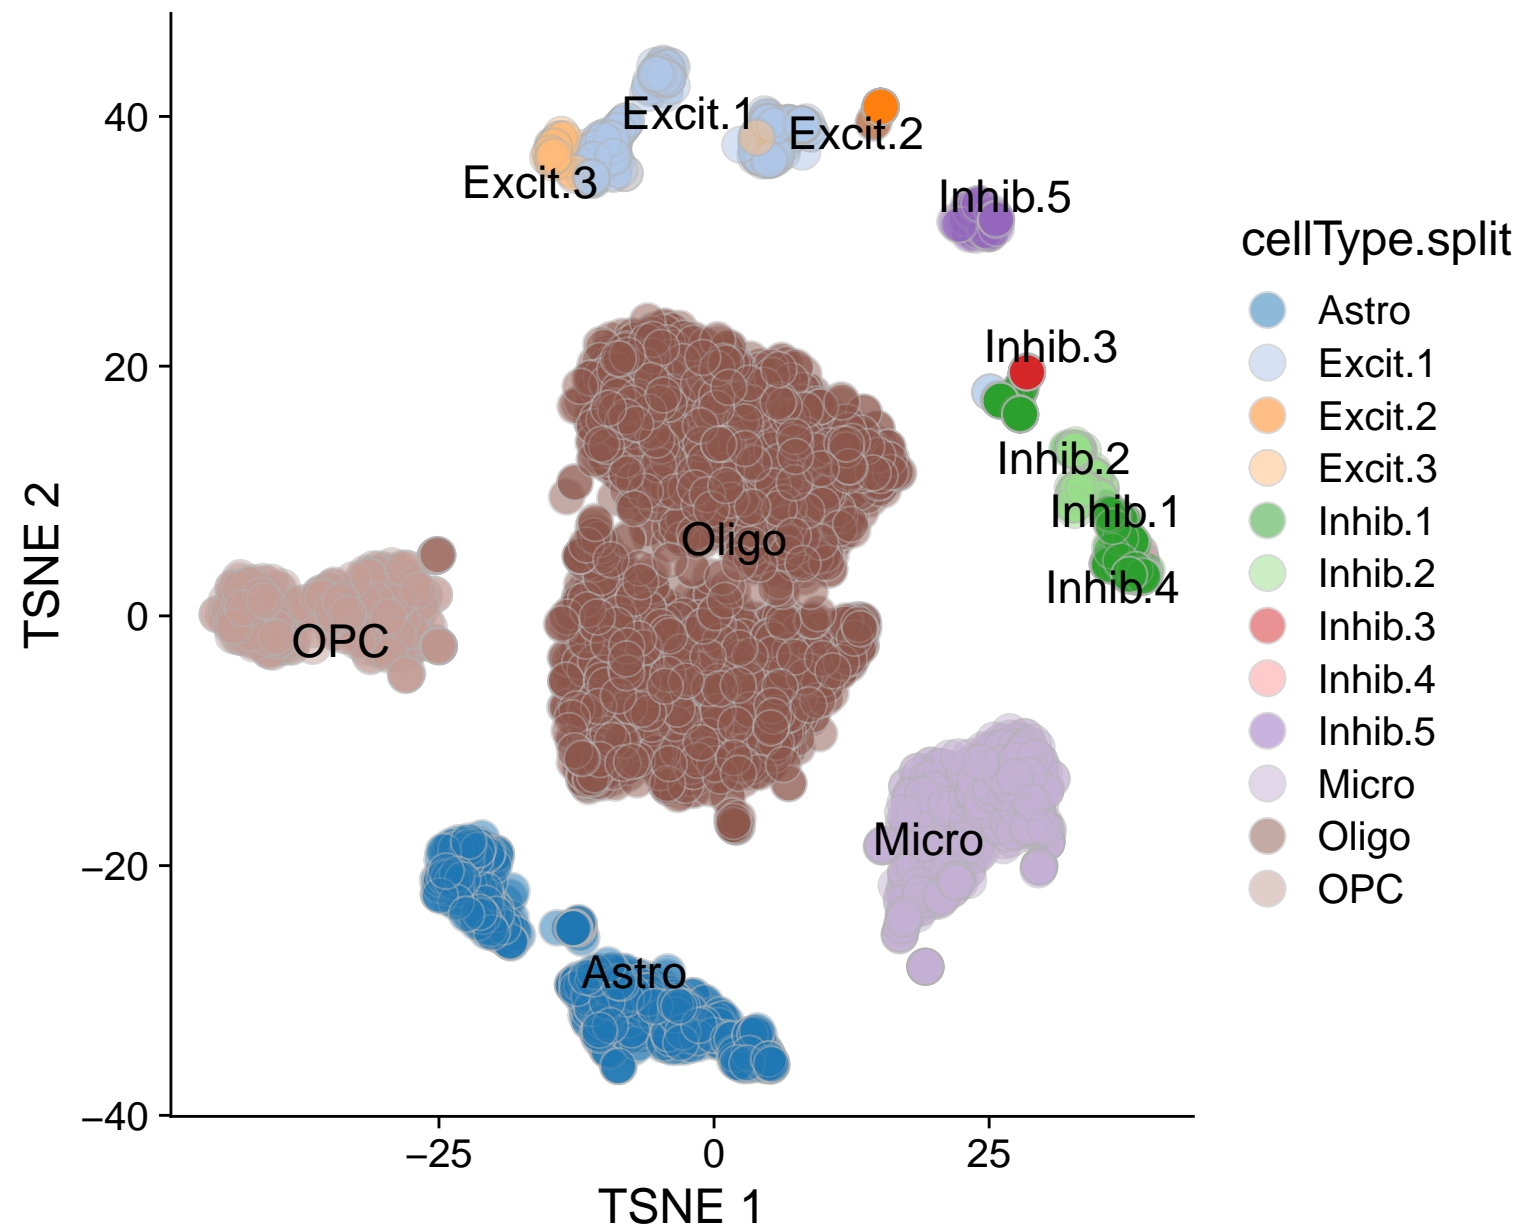 40
20
0
−20
−40
TSNE 2
−25
0
25
TSNE 1
Excit.1
Excit.2
Excit.3
Inhib.5
Inhib.3
Inhib.2
Inhib.1
Inhib.4
Oligo
OPC
Micro
Astro
cellType.split
Astro
Excit.1
Excit.2
Excit.3
Inhib.1
Inhib.2
Inhib.3
Inhib.4
Inhib.5
Micro
Oligo
OPC